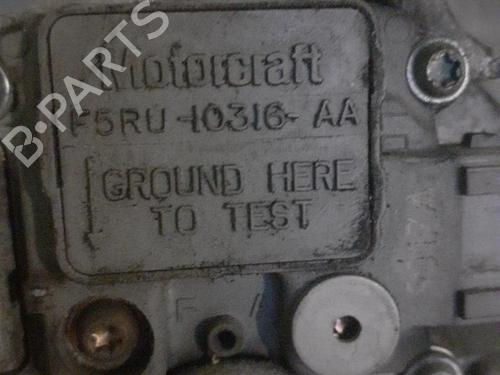 B-PARTS
motorcraft
F5RU-10316-AA
GROUND HERE
TO TEST
F A